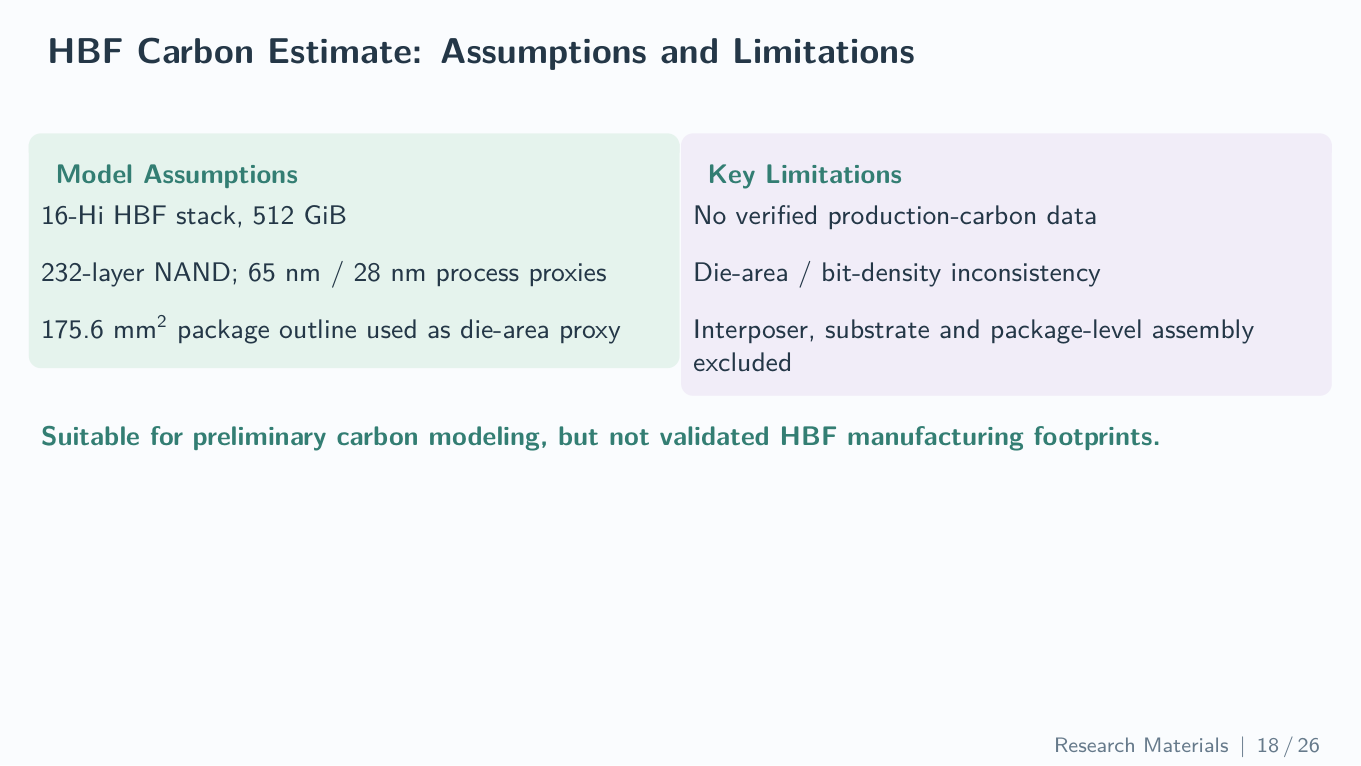 HBF Carbon Estimate: Assumptions and Limitations
Model Assumptions
16-Hi HBF stack, 512 GiB
232-layer NAND; 65 nm / 28 nm process proxies
175.6 mm² package outline used as die-area proxy
Key Limitations
No verified production-carbon data
Die-area / bit-density inconsistency
Interposer, substrate and package-level assembly
excluded
Suitable for preliminary carbon modeling, but not validated HBF manufacturing footprints.
Research Materials | 18 / 26